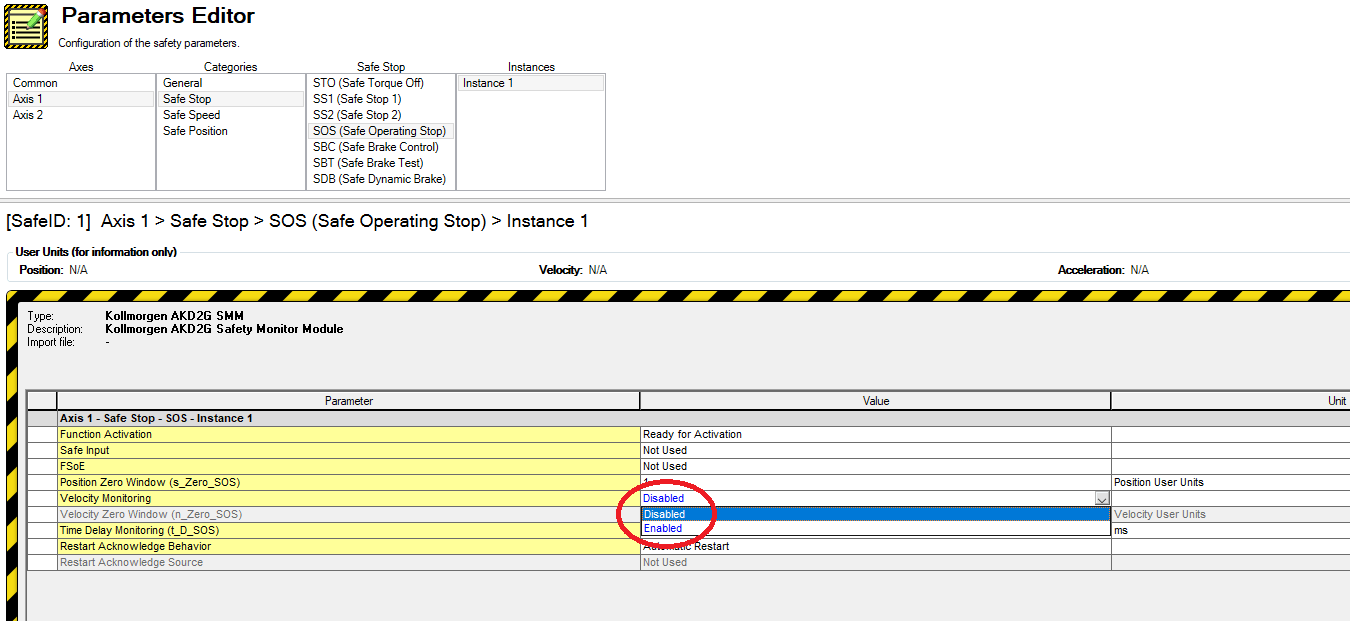 Parameters Editor
Configuration of the safety parameters.
Axes Categories Safe Stop Instances
Common General STO (Safe Torque Off) Instance 1
Axis 1 Safe Stop SS1 (Safe Stop 1)
Axis 2 Safe Speed SS2 (Safe Stop 2)
Safe Position SOS (Safe Operating Stop)
SBC (Safe Brake Control)
SBT (Safe Brake Test)
SDB (Safe Dynamic Brake)
[SafeID: 1] Axis 1 > Safe Stop > SOS (Safe Operating Stop) > Instance 1
User Units (for information only)
Position: N/A Velocity: N/A Acceleration: N/A
Type: Kollmorgen AKD2G SMM
Description: Kollmorgen AKD2G Safety Monitor Module
Import file: -
Parameter Value Unit
Axis 1 - Safe Stop - SOS - Instance 1
Function Activation Ready for Activation
Safe Input Not Used
FSoE Not Used
Position Zero Window (s_Zero_SOS) Position User Units
Velocity Monitoring Disabled
Velocity Zero Window (n_Zero_SOS) Disabled Velocity User Units
Time Delay Monitoring (t_D_SOS) Enabled ms
Restart Acknowledge Behavior Automatic Restart
Restart Acknowledge Source Not Used